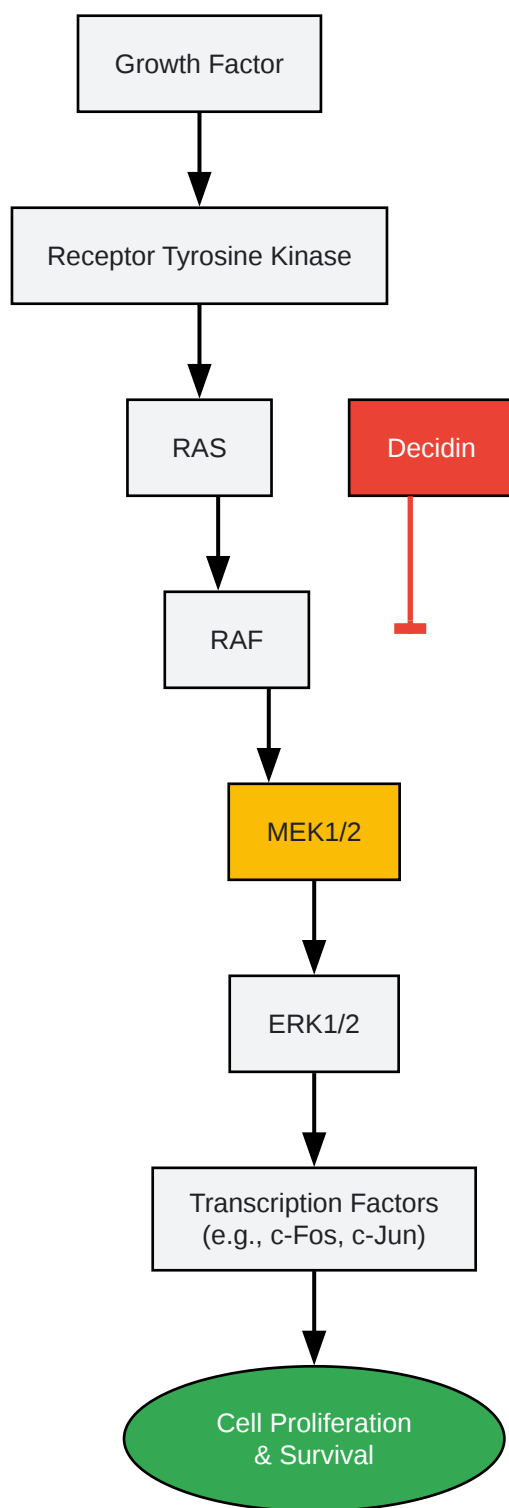 Growth Factor
Receptor Tyrosine Kinase
RAS
Decidin
RAF
MEK1/2
ERK1/2
Transcription Factors
(e.g., c-Fos, c-Jun)
Cell Proliferation
& Survival